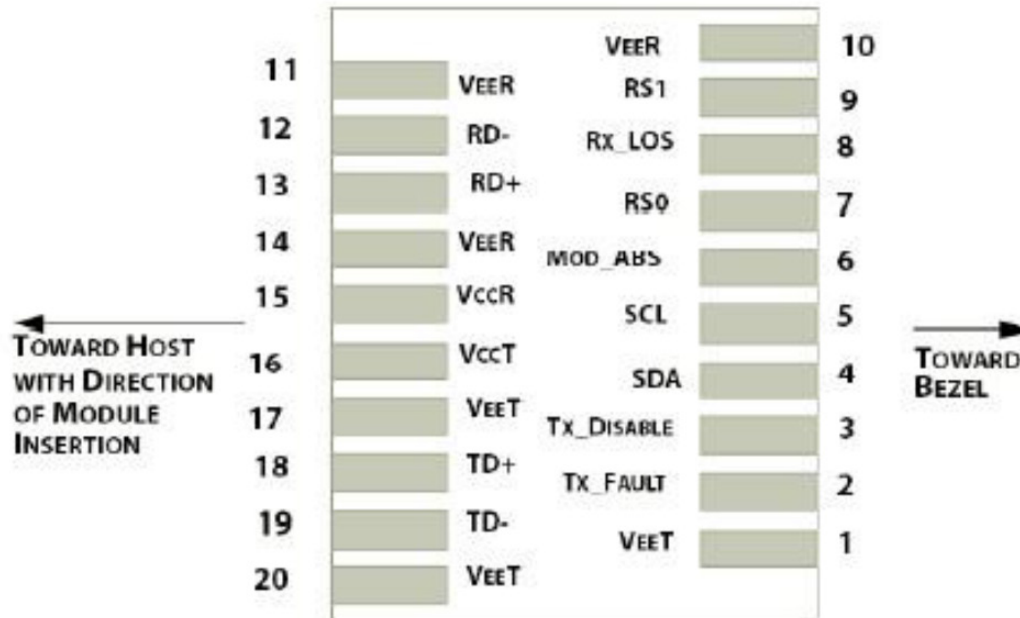 11 VEER
12 RD-
13 RD+
14 VEER
15 VCCR
16 VCCT
17 VEET
18 TD+
19 TD-
20 VEET
VEER 10
RS1 9
RX_LOS 8
RS0 7
MOD_ABS 6
SCL 5
SDA 4
TX_DISABLE 3
TX_FAULT 2
VEET 1
TOWARD HOST
WITH DIRECTION
OF MODULE
INSERTION
TOWARD
BEZEL